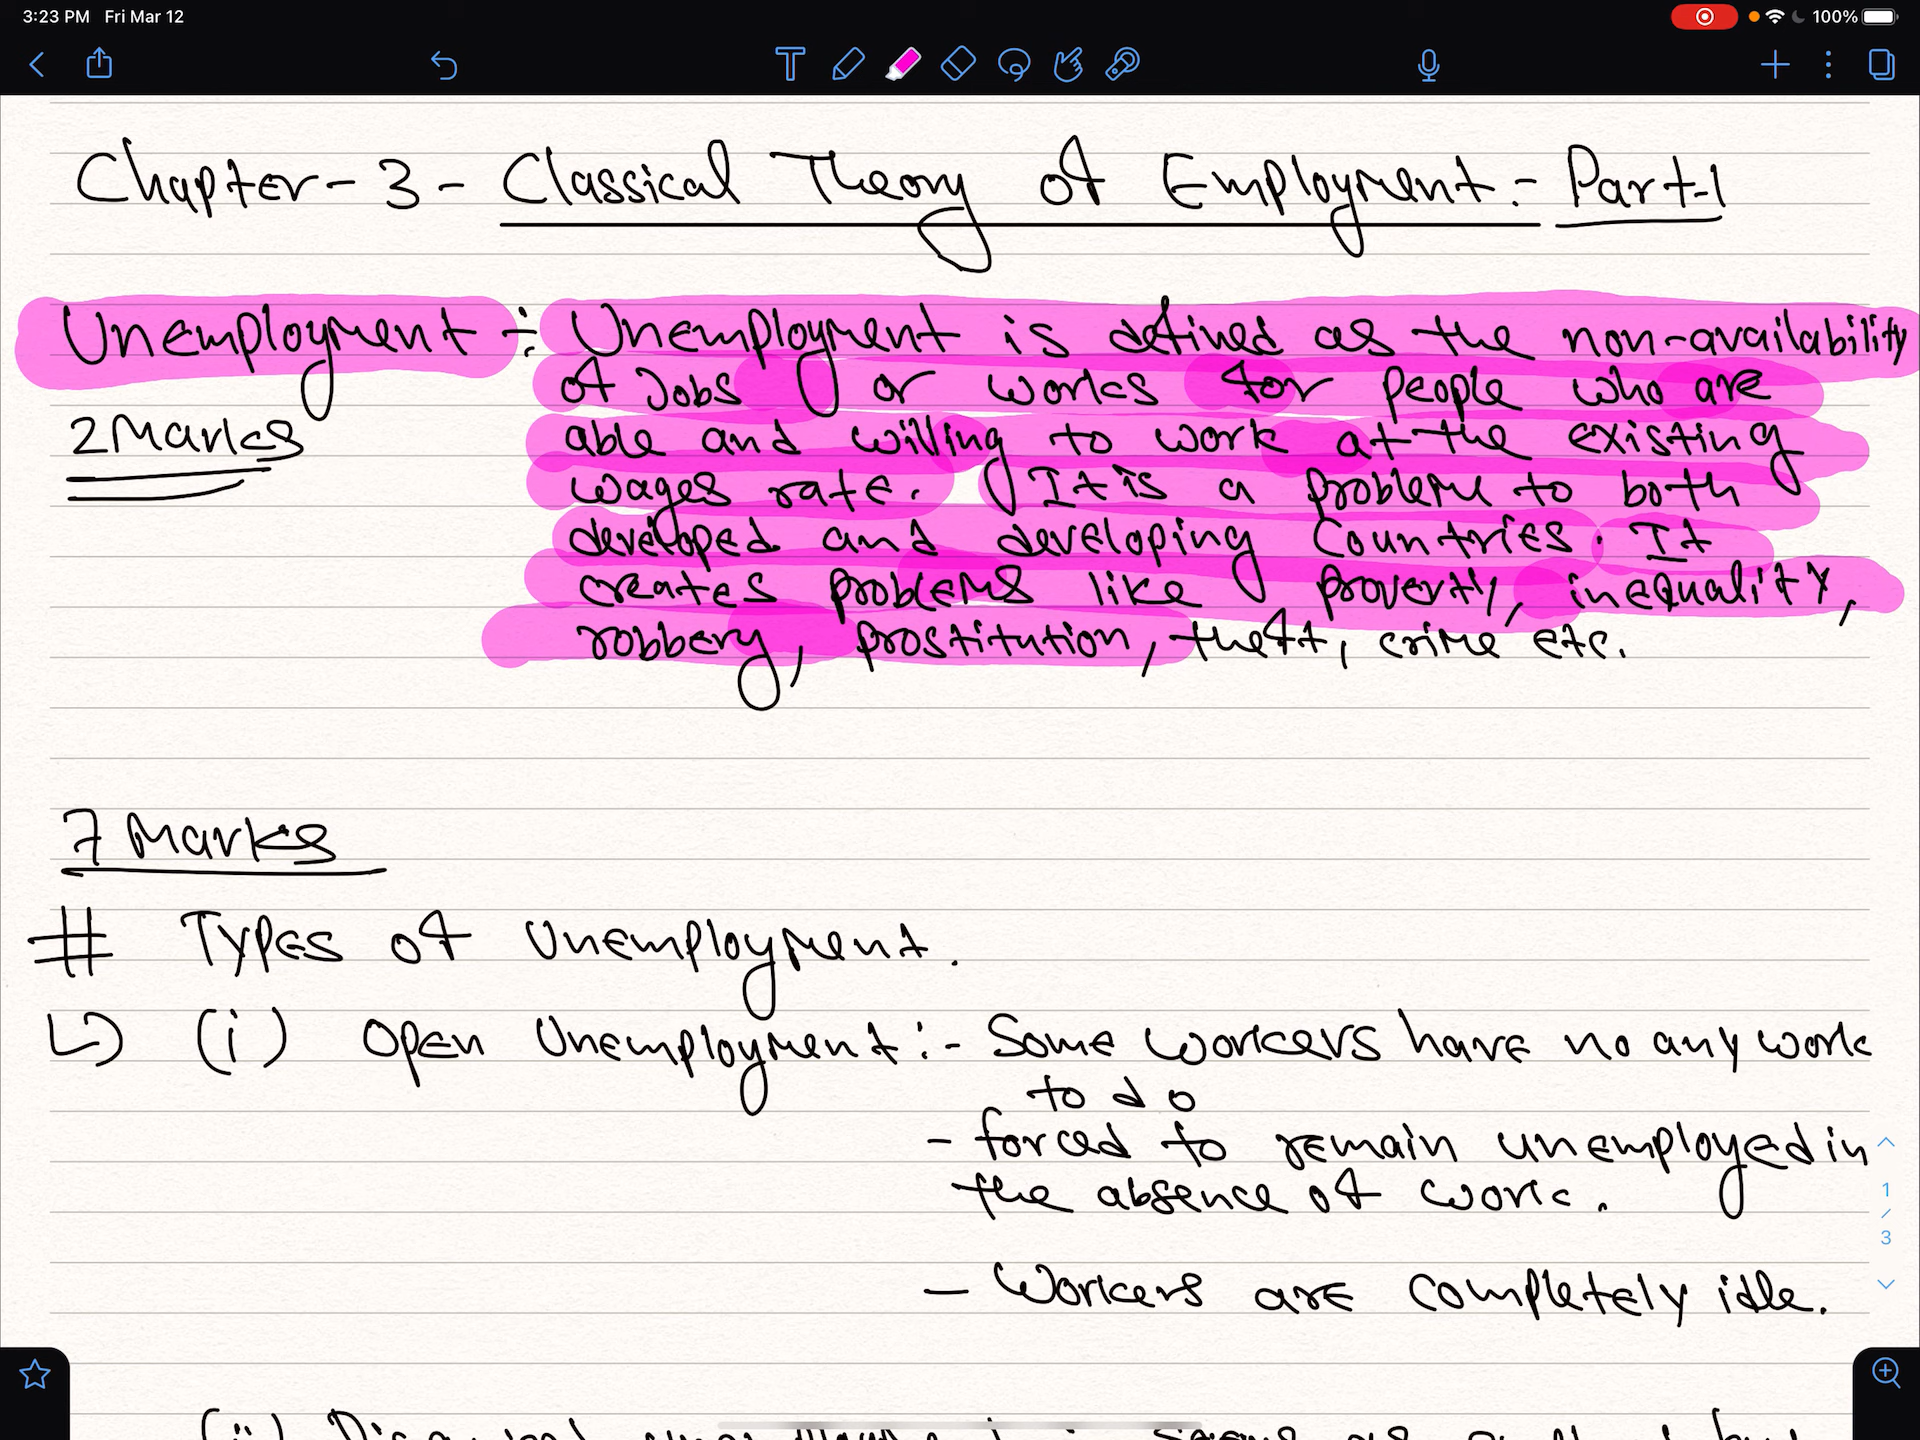 3:23 PM Fri Mar 12
100%
Chapter-3- Classical Theory of Employment:- Part-1
Unemployment ÷ Unemployment is defined as the non-availability
of Jobs or works for people who are
2 Marks
able and willing to work at the existing
wages rate. It is a problem to both
developed and developing Countries. It
creates problems like proverty, inequality,
robbery, prostitution, theft, crime etc.
7 Marks
# Types of Unemployment.
(i) Open Unemployment:- Some workers have no any work
to do
- forced to remain unemployed in
the absence of work.
1
/
3
- Workers are completely idle.